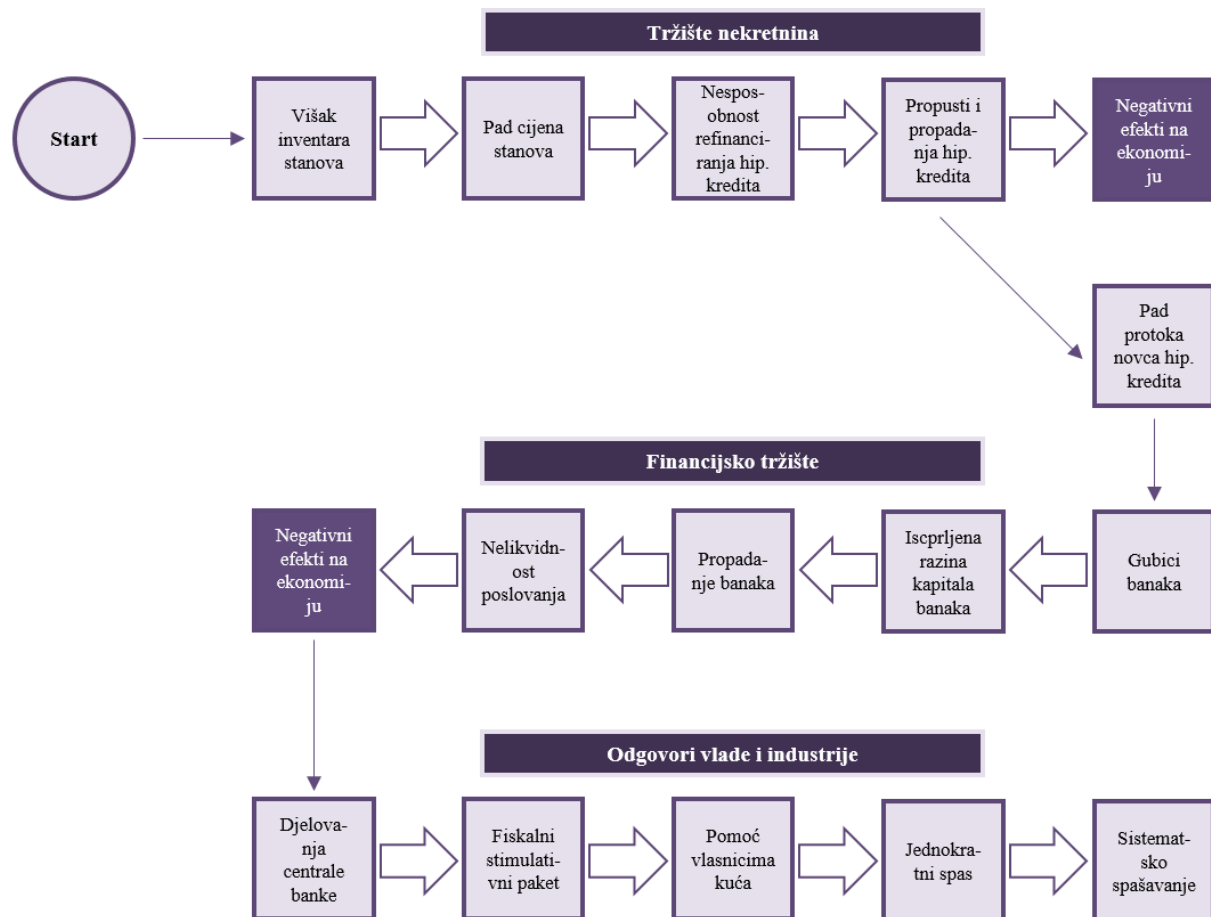 Tržište nekretnina
Start
Višak
inventara
stanova
Pad cijena
stanova
Nespos-
obnost
refinanci-
ranja hip.
kredita
Propusti i
propada-
nja hip.
kredita
Negativni
efekti na
ekonomi-
ju
Pad
protoka
novca hip.
kredita
Financijsko tržište
Negativni
efekti na
ekonomi-
ju
Nelikvidn-
ost
poslovanja
Propada-
nje banaka
Iscprljena
razina
kapitala
banaka
Gubici
banaka
Odgovori vlade i industrije
Djelova-
nja
centrale
banke
Fiskalni
stimulati-
vni paket
Pomoć
vlasnicima
kuća
Jednokra-
tni spas
Sistemat-
sko
spašavanje